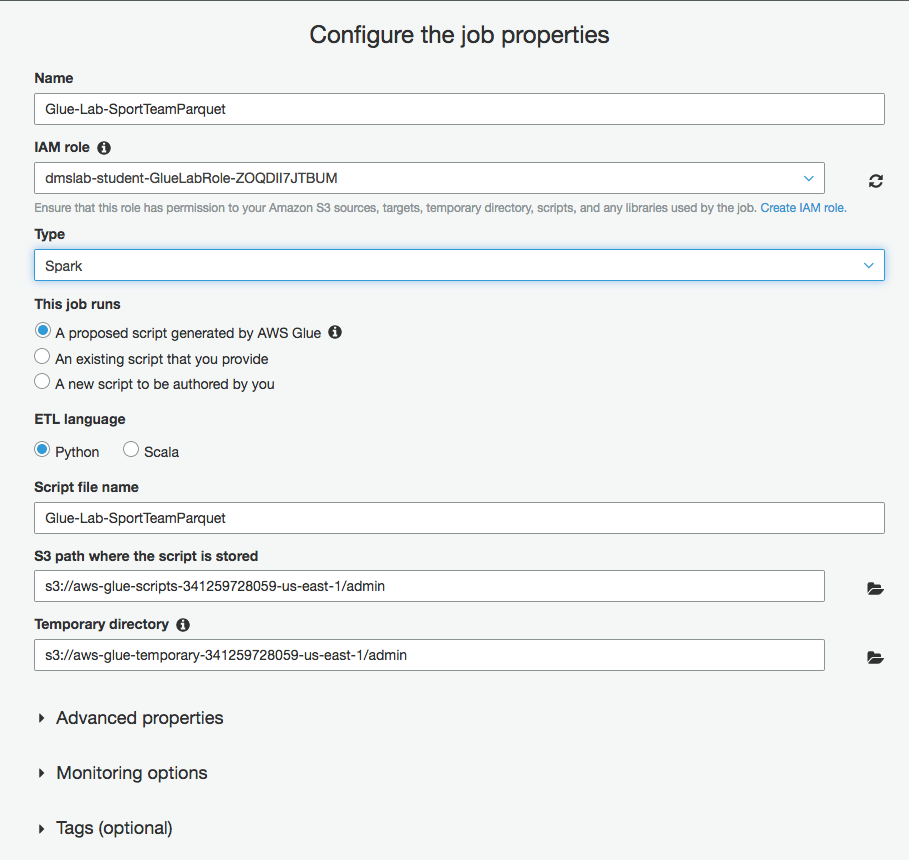 Configure the job properties
Name
Glue-Lab-SportTeamParquet
IAM role
dmslab-student-GlueLabRole-ZOQDII7JTBUM
Ensure that this role has permission to your Amazon S3 sources, targets, temporary directory, scripts, and any libraries used by the job. Create IAM role.
Type
Spark
This job runs
A proposed script generated by AWS Glue
An existing script that you provide
A new script to be authored by you
ETL language
Python Scala
Script file name
Glue-Lab-SportTeamParquet
S3 path where the script is stored
s3://aws-glue-scripts-341259728059-us-east-1/admin
Temporary directory
s3://aws-glue-temporary-341259728059-us-east-1/admin
Advanced properties
Monitoring options
Tags (optional)